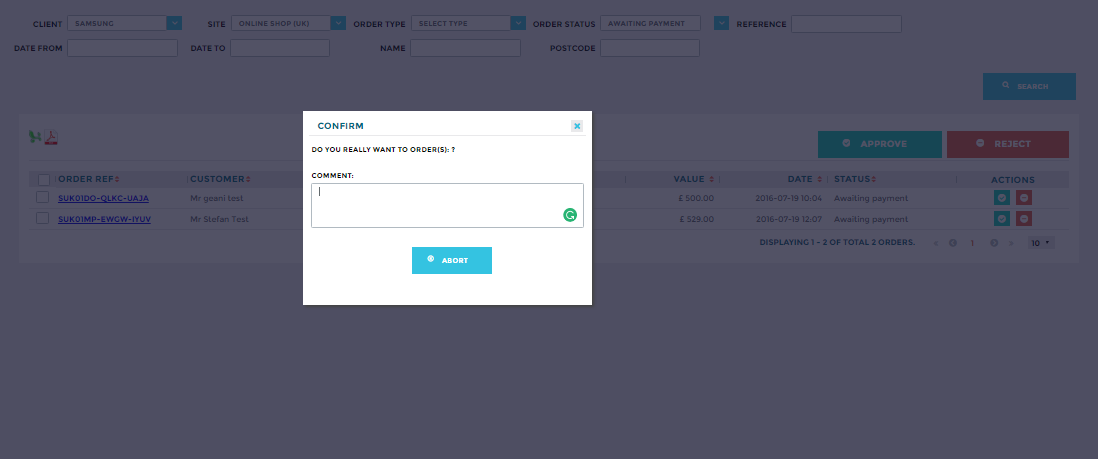 CLIENT SAMSUNG SITE ONLINE SHOP (UK) ORDER TYPE SELECT TYPE ORDER STATUS AWAITING PAYMENT REFERENCE
DATE FROM DATE TO NAME POSTCODE
SEARCH
CONFIRM
DO YOU REALLY WANT TO ORDER(S): ?
COMMENT:
ABORT
APPROVE REJECT
ORDER REF CUSTOMER VALUE DATE STATUS ACTIONS
SUK01DO-QLKC-UAJA Mr geani test £ 500.00 2016-07-19 10:04 Awaiting payment
SUK01MP-EWGW-IYUV Mr Stefan Test £ 529.00 2016-07-19 12:07 Awaiting payment
DISPLAYING 1 - 2 OF TOTAL 2 ORDERS. « 1 » 10